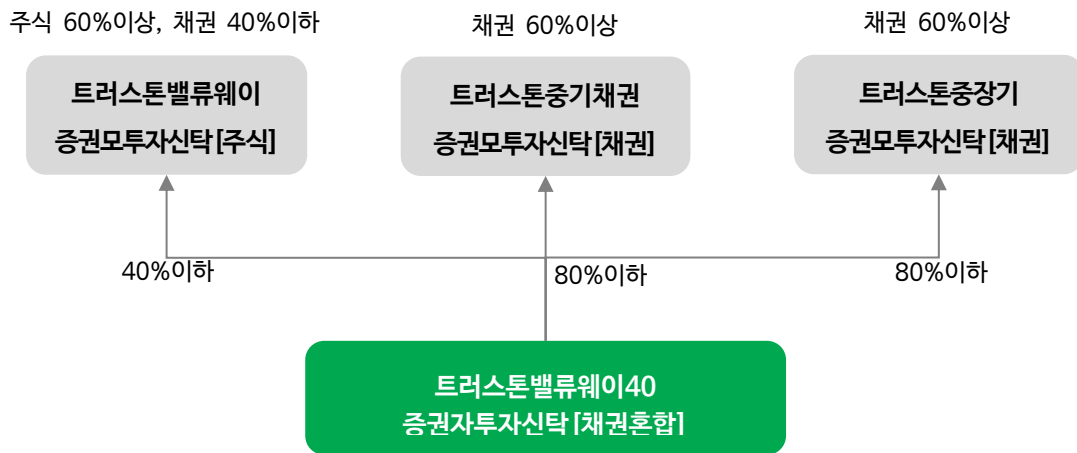 주식 60%이상, 채권 40%이하
채권 60%이상
채권 60%이상
트러스톤밸류웨이
증권모투자신탁[주식]
트러스톤중기채권
증권모투자신탁[채권]
트러스톤중장기
증권모투자신탁[채권]
40%이하
80%이하
80%이하
트러스톤밸류웨이40
증권자투자신탁[채권혼합]